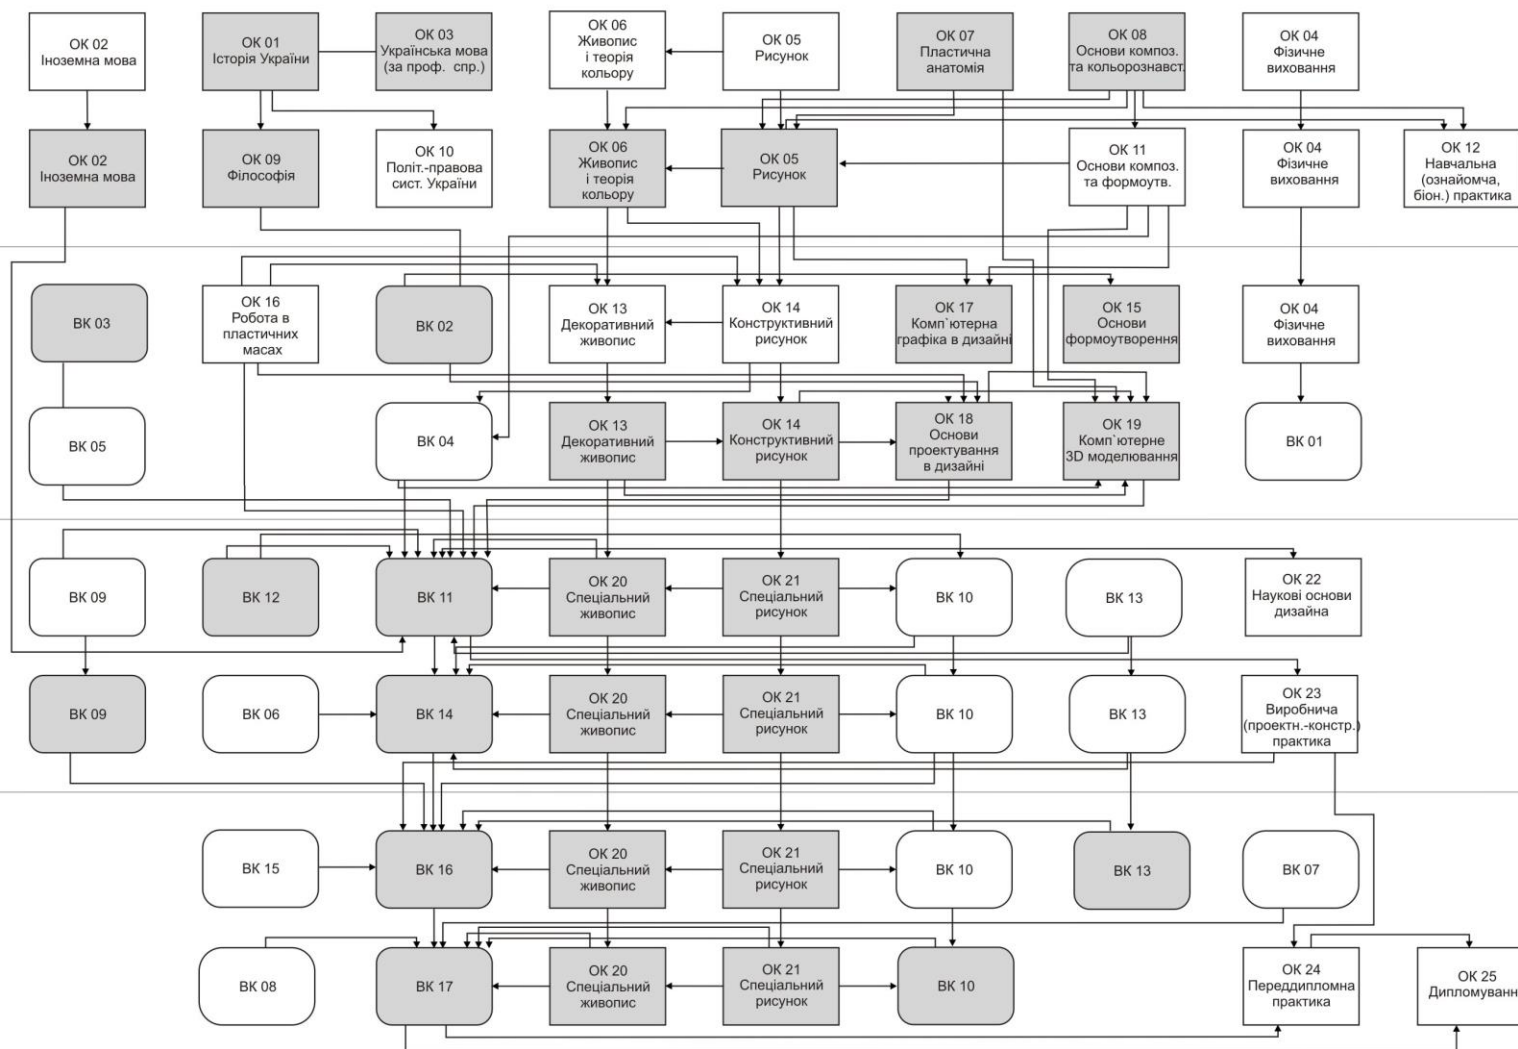 ОК 02
Іноземна мова
ОК 01
Історія України
ОК 03
Українська мова
(за проф. спр.)
ОК 06
Живопис
і теорія
кольору
ОК 05
Рисунок
ОК 07
Пластична
анатомія
ОК 08
Основи композ.
та кольорознавст.
ОК 04
Фізичне
виховання
ОК 02
Іноземна мова
ОК 09
Філософія
ОК 10
Політ.-правова
сист. України
ОК 06
Живопис
і теорія
кольору
ОК 05
Рисунок
ОК 11
Основи композ.
та формоутв.
ОК 04
Фізичне
виховання
ОК 12
Навчальна
(ознайомча,
біон.) практика
ВК 03
ОК 16
Робота в
пластичних
масах
ВК 02
ОК 13
Декоративний
живопис
ОК 14
Конструктивний
рисунок
ОК 17
Комп`ютерна
графіка в дизайні
ОК 15
Основи
формоутворення
ОК 04
Фізичне
виховання
ВК 05
ВК 04
ОК 13
Декоративний
живопис
ОК 14
Конструктивний
рисунок
ОК 18
Основи
проектування
в дизайні
ОК 19
Комп`ютерне
3D моделювання
ВК 01
ВК 09
ВК 12
ВК 11
ОК 20
Спеціальний
живопис
ОК 21
Спеціальний
рисунок
ВК 10
ВК 13
ОК 22
Наукові основи
дизайна
ВК 09
ВК 06
ВК 14
ОК 20
Спеціальний
живопис
ОК 21
Спеціальний
рисунок
ВК 10
ВК 13
ОК 23
Виробнича
(проектн.-констр.)
практика
ВК 15
ВК 16
ОК 20
Спеціальний
живопис
ОК 21
Спеціальний
рисунок
ВК 10
ВК 13
ВК 07
ВК 08
ВК 17
ОК 20
Спеціальний
живопис
ОК 21
Спеціальний
рисунок
ВК 10
ОК 24
Переддипломна
практика
ОК 25
Дипломуванн